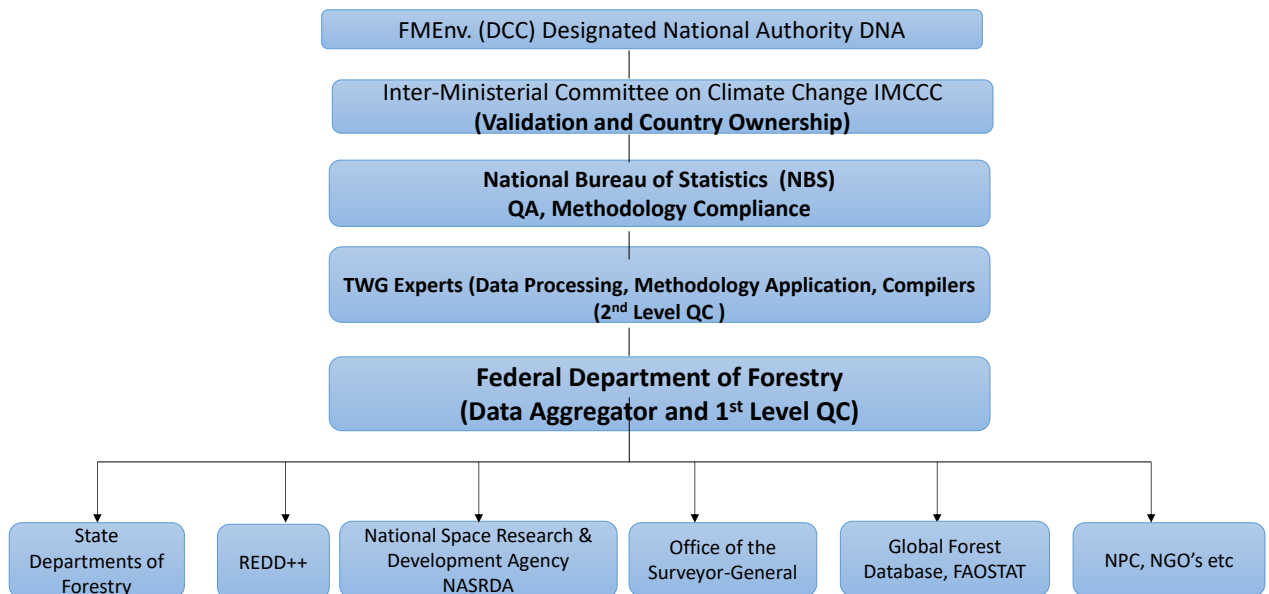 FMEnv. (DCC) Designated National Authority DNA
Inter-Ministerial Committee on Climate Change IMCCC
(Validation and Country Ownership)
National Bureau of Statistics (NBS)
QA, Methodology Compliance
TWG Experts (Data Processing, Methodology Application, Compilers
(2nd Level QC )
Federal Department of Forestry
(Data Aggregator and 1st Level QC)
State
Departments of
Forestry
REDD++
National Space Research &
Development Agency
NASRDA
Office of the
Surveyor-General
Global Forest
Database, FAOSTAT
NPC, NGO's etc